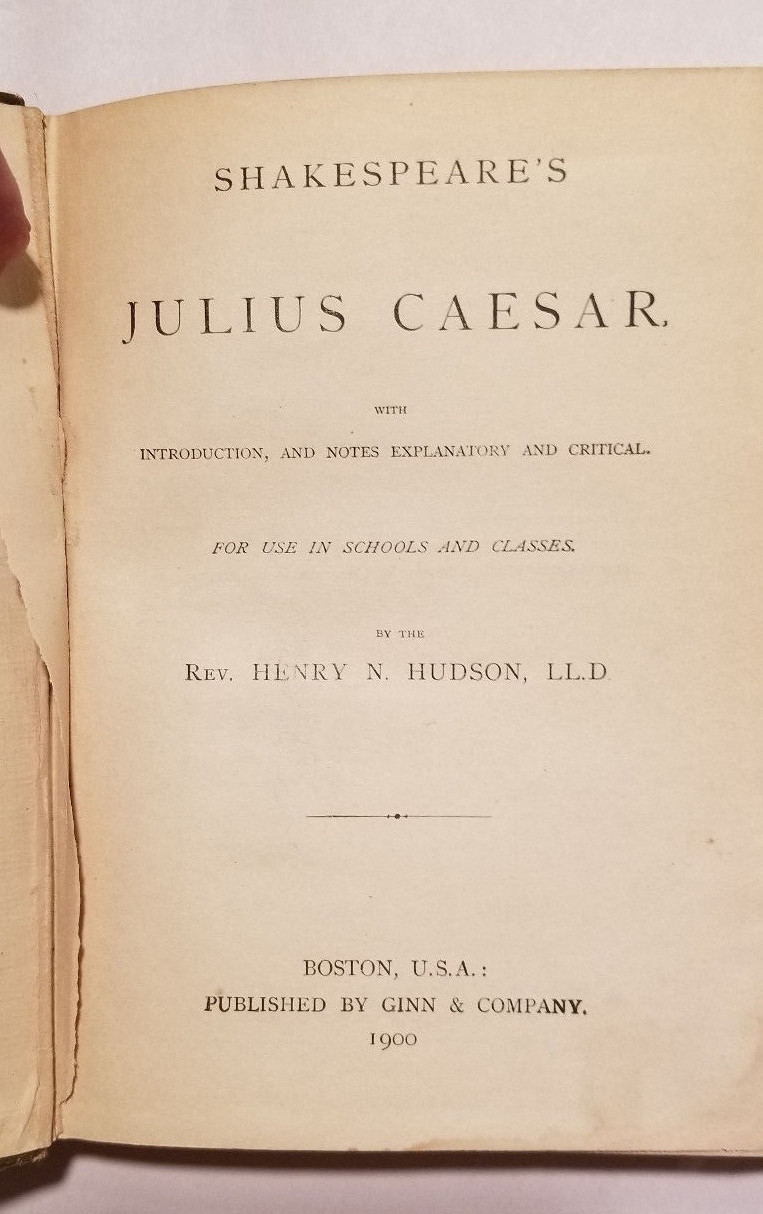 SHAKESPEARE'S
JULIUS CAESAR,
WITH
INTRODUCTION, AND NOTES EXPLANATORY AND CRITICAL.
FOR USE IN SCHOOLS AND CLASSES.
BY THE
REV. HENRY N. HUDSON, LL.D
BOSTON, U.S.A.:
PUBLISHED BY GINN & COMPANY.
1900